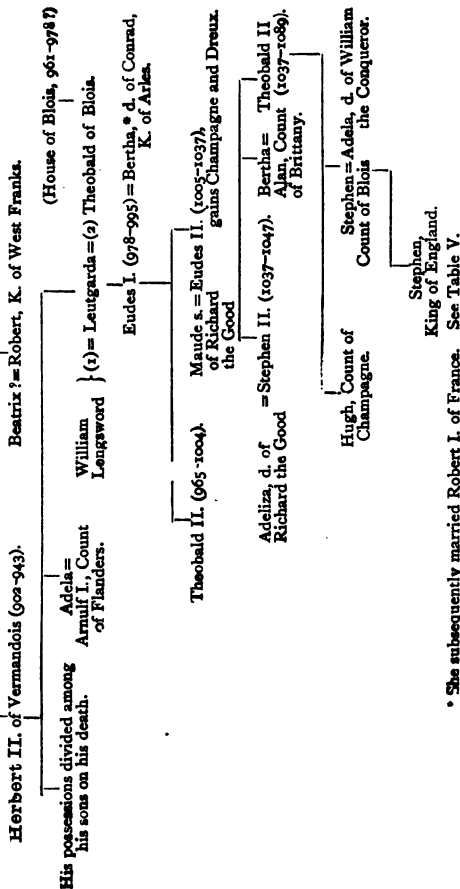 Herbert II. of Vermandois (902-943).
Beatrix ?= Robert, K. of West Franks.
His possessions divided among
his sons on his death.
Adela=
Arnulf I., Count
of Flanders.
William
Longsword
} (1)= Leutgarda=(2) Theobald of Blois.
(House of Blois, 961-978?)
Eudes I. (978-995)=Bertha,* d. of Conrad,
K. of Arles.
Theobald II. (965-1004).
Maude s.=Eudes II. (1005-1037),
of Richard gains Champagne and Dreux.
the Good
Adeliza, d. of =Stephen II. (1037-1047).
Richard the Good
Bertha=
Alan, Count
of Brittany.
Theobald II
(1037-1089).
Hugh, Count of
Champagne.
Stephen=Adela, d. of William
Count of Blois the Conqueror.
Stephen,
King of England.
See Table V.
* She subsequently married Robert I. of France.